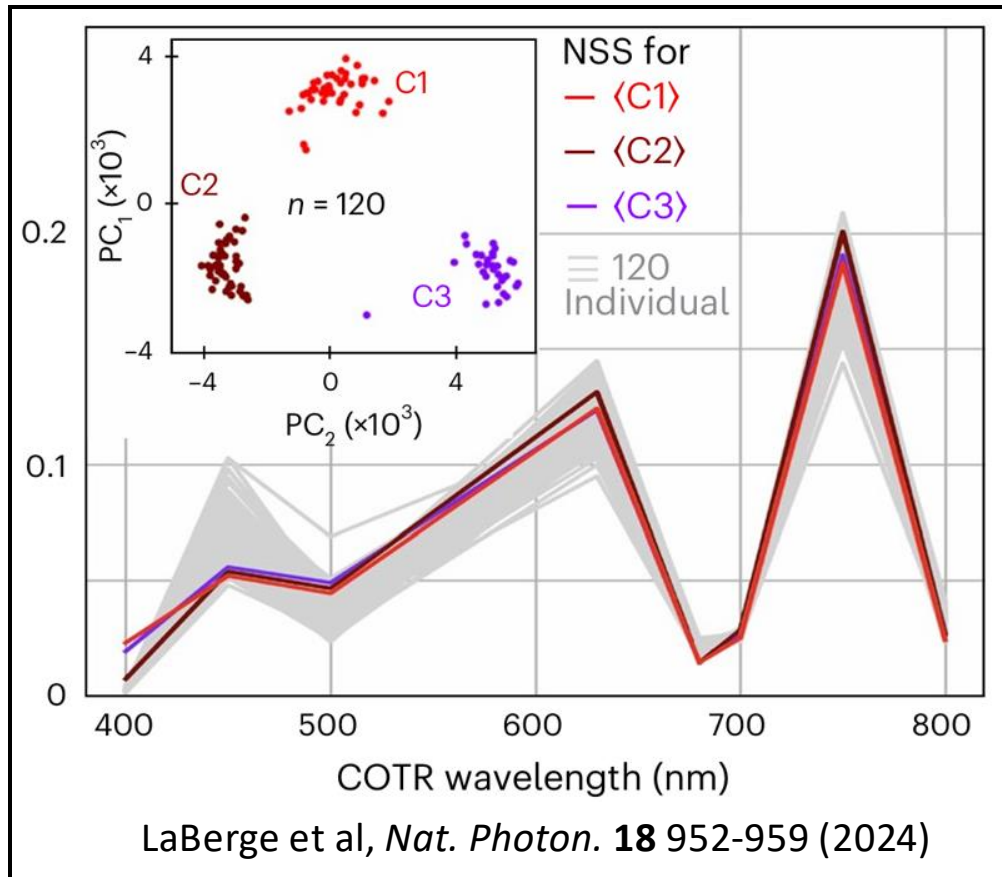 NSS for
⟨C1⟩
⟨C2⟩
⟨C3⟩
120
Individual
4
0
−4
PC₁ (×10³)
C1
C2
n = 120
C3
−4 0 4
PC₂ (×10³)
0.2
0.1
0
400 500 600 700 800
COTR wavelength (nm)
LaBerge et al, Nat. Photon. 18 952-959 (2024)